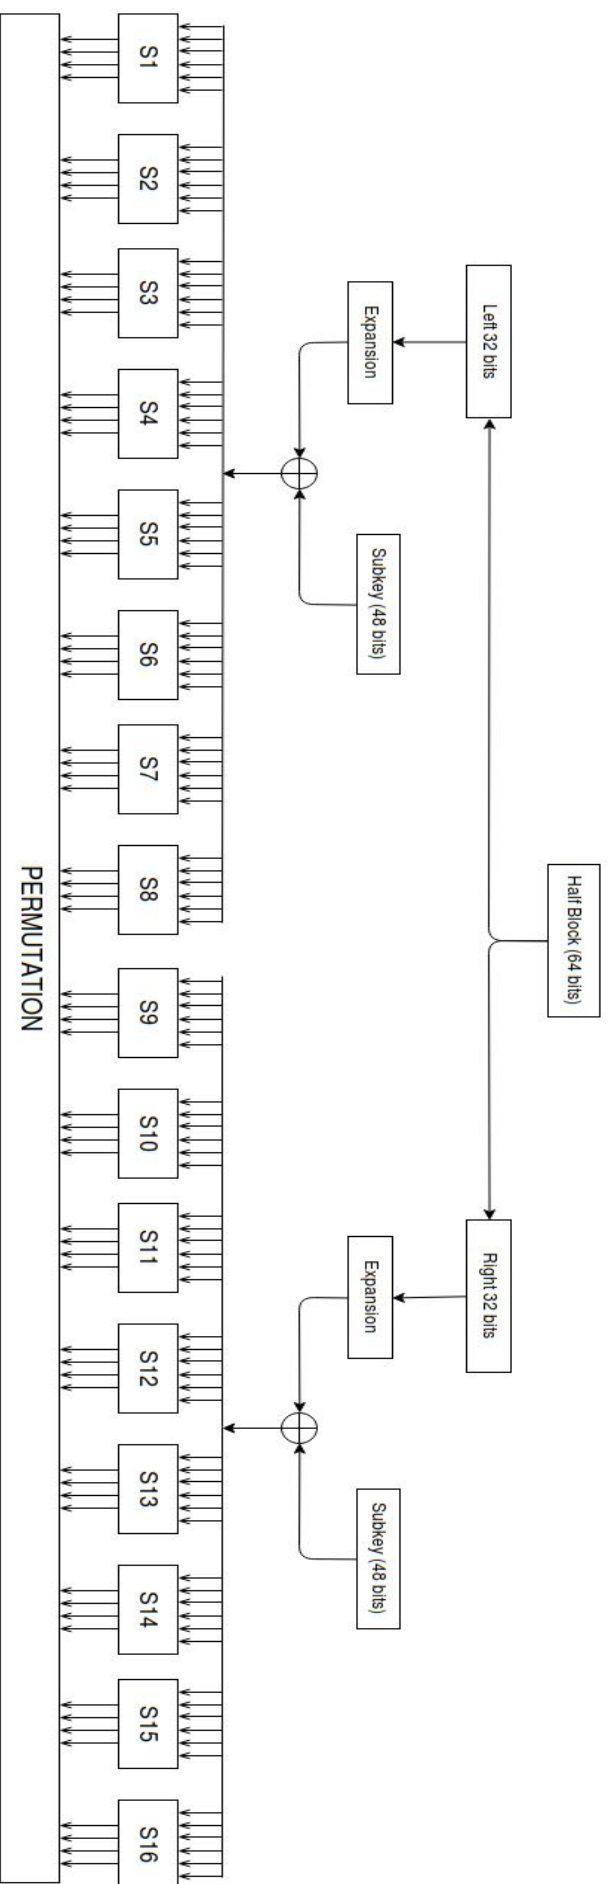 Half Block (64 bits)
Left 32 bits
Right 32 bits
Expansion
Subkey (48 bits)
Expansion
Subkey (48 bits)
S1
S2
S3
S4
S5
S6
S7
S8
S9
S10
S11
S12
S13
S14
S15
S16
PERMUTATION